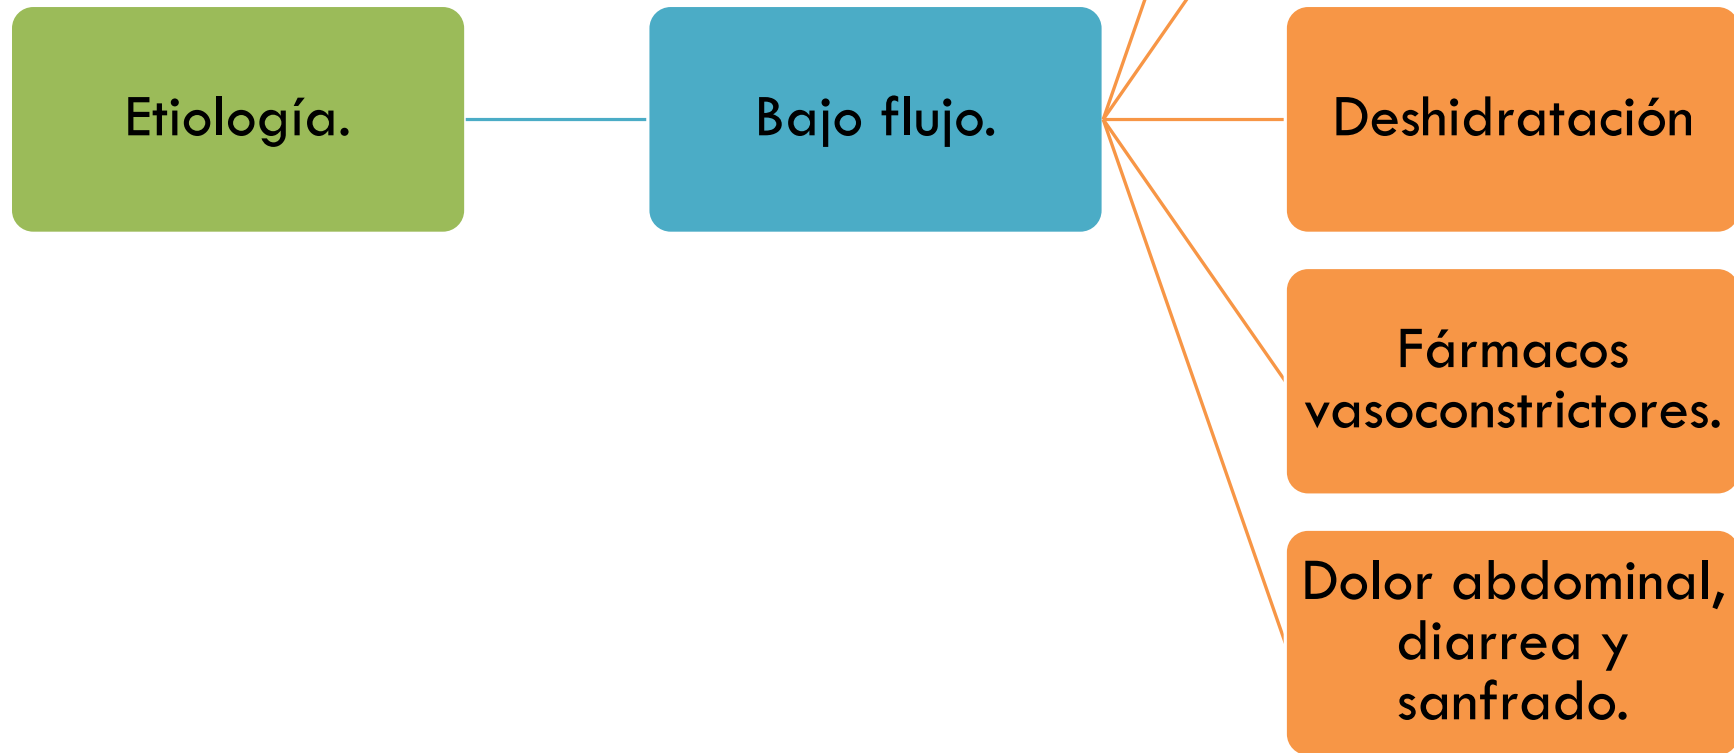 Etiología.
Bajo flujo.
Deshidratación
Fármacos
vasoconstrictores.
Dolor abdominal,
diarrea y
sanfrado.